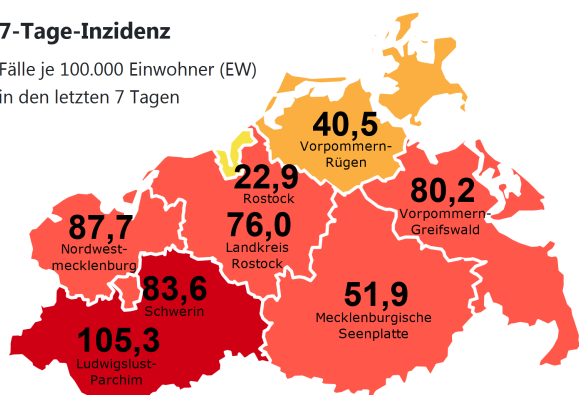 7-Tage-Inzidenz
Fälle je 100.000 Einwohner (EW)
in den letzten 7 Tagen
40,5
Vorpommern-
Rügen
22,9
Rostock
80,2
Vorpommern-
Greifswald
87,7
Nordwest-
mecklenburg
76,0
Landkreis
Rostock
83,6
Schwerin
51,9
Mecklenburgische
Seenplatte
105,3
Ludwigslust-
Parchim